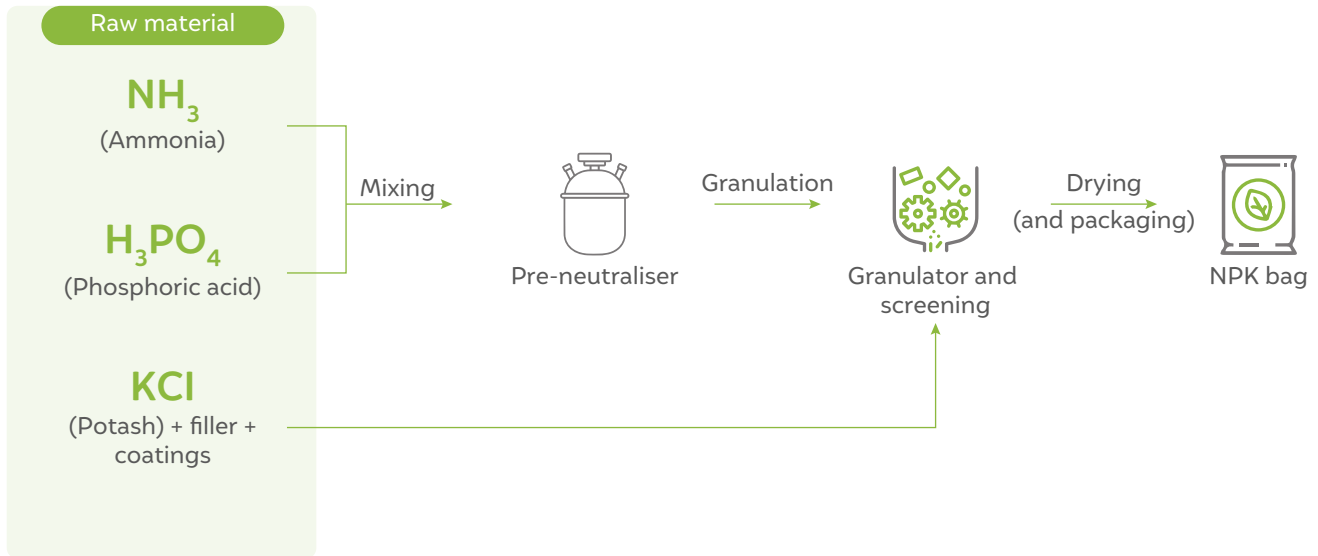 Raw material
NH₃
(Ammonia)
H₃PO₄
(Phosphoric acid)
KCl
(Potash) + filler +
coatings
Mixing
Pre-neutraliser
Granulation
Granulator and
screening
Drying
(and packaging)
NPK bag